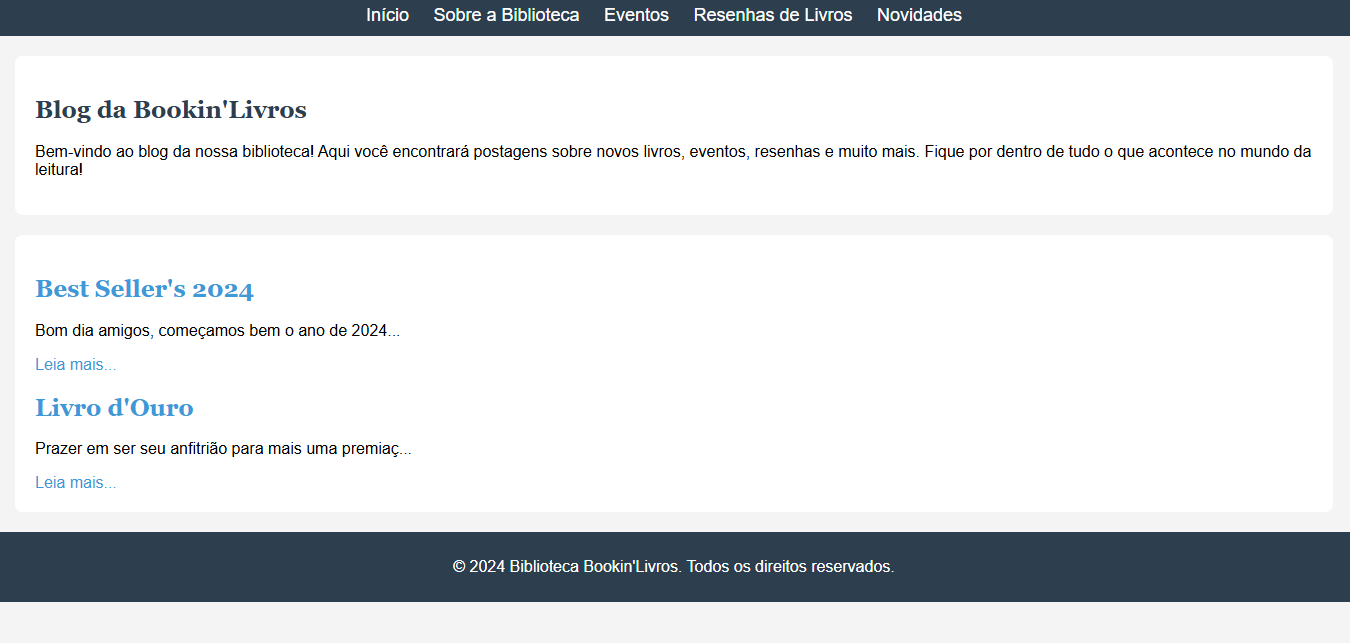 Início Sobre a Biblioteca Eventos Resenhas de Livros Novidades
Blog da Bookin'Livros
Bem-vindo ao blog da nossa biblioteca! Aqui você encontrará postagens sobre novos livros, eventos, resenhas e muito mais. Fique por dentro de tudo o que acontece no mundo da
leitura!
Best Seller's 2024
Bom dia amigos, começamos bem o ano de 2024...
Leia mais...
Livro d'Ouro
Prazer em ser seu anfitrião para mais uma premiaç...
Leia mais...
© 2024 Biblioteca Bookin'Livros. Todos os direitos reservados.